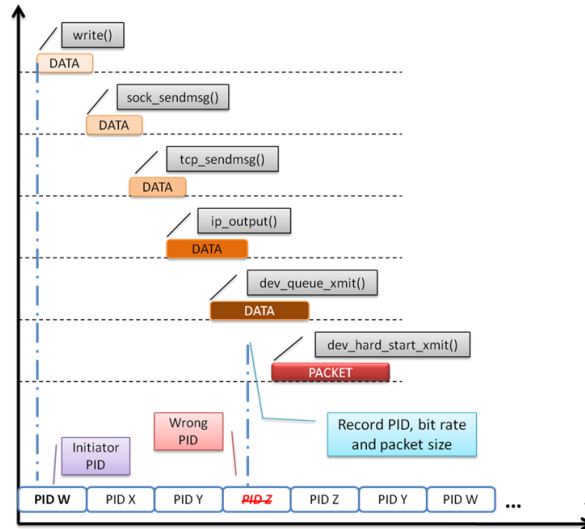 write()
DATA
sock_sendmsg()
DATA
tcp_sendmsg()
DATA
ip_output()
DATA
dev_queue_xmit()
DATA
dev_hard_start_xmit()
PACKET
Wrong
PID
Record PID, bit rate
and packet size
Initiator
PID
PID W PID X PID Y PID Z PID Z PID Y PID W ...